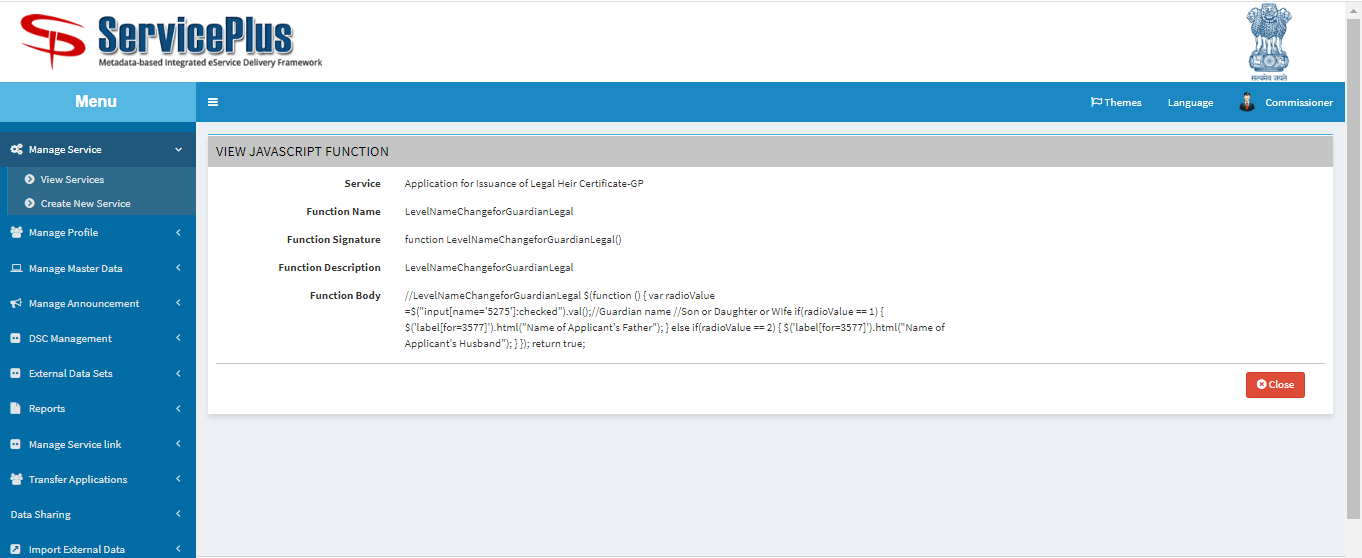 ServicePlus
Metadata-based Integrated eService Delivery Framework
सत्यमेव जयते
Menu
Themes
Language
Commissioner
Manage Service
View Services
Create New Service
Manage Profile
Manage Master Data
Manage Announcement
DSC Management
External Data Sets
Reports
Manage Service link
Transfer Applications
Data Sharing
Import External Data
VIEW JAVASCRIPT FUNCTION
Service Application for Issuance of Legal Heir Certificate-GP
Function Name LevelNameChangeforGuardianLegal
Function Signature function LevelNameChangeforGuardianLegal()
Function Description LevelNameChangeforGuardianLegal
Function Body //LevelNameChangeforGuardianLegal $(function () { var radioValue
=$("input[name='5275']:checked").val();//Guardian name //Son or Daughter or WIfe if(radioValue == 1) {
$('label[for=3577]').html("Name of Applicant's Father"); } else if(radioValue == 2) { $('label[for=3577]').html("Name of
Applicant's Husband"); } }); return true;
Close